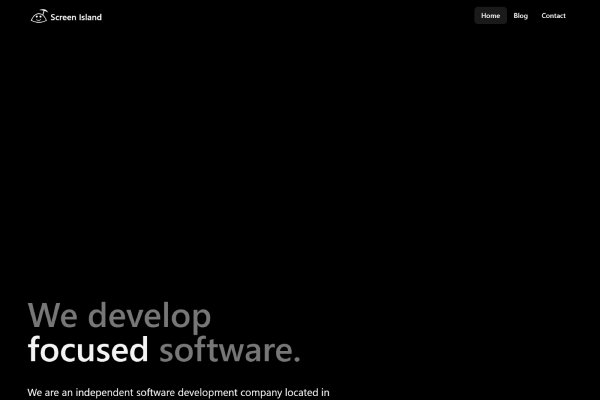 Screen Island
Home Blog Contact
We develop
focused software.
We are an independent software development company located in